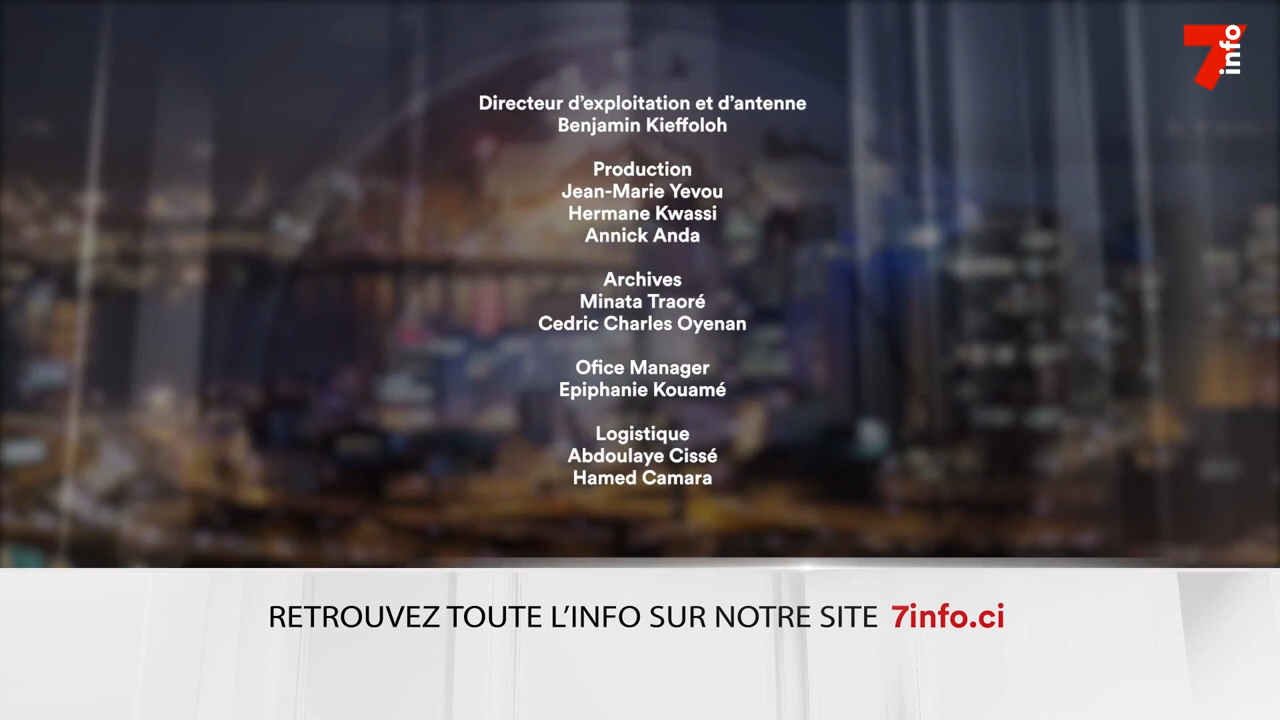 7info
Directeur d’exploitation et d’antenne
Benjamin Kieffoloh
Production
Jean-Marie Yevou
Hermane Kwassi
Annick Anda
Archives
Minata Traoré
Cedric Charles Oyenan
Ofice Manager
Epiphanie Kouamé
Logistique
Abdoulaye Cissé
Hamed Camara
RETROUVEZ TOUTE L’INFO SUR NOTRE SITE 7info.ci